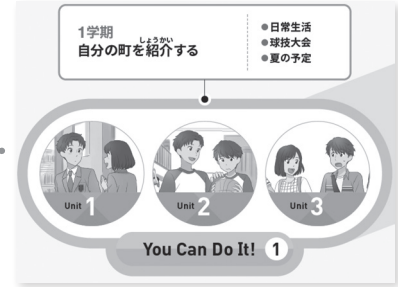 1学期
自分の町を紹介する
しょうかい
●日常生活
●球技大会
●夏の予定
Unit 1
Unit 2
Unit 3
You Can Do It! 1